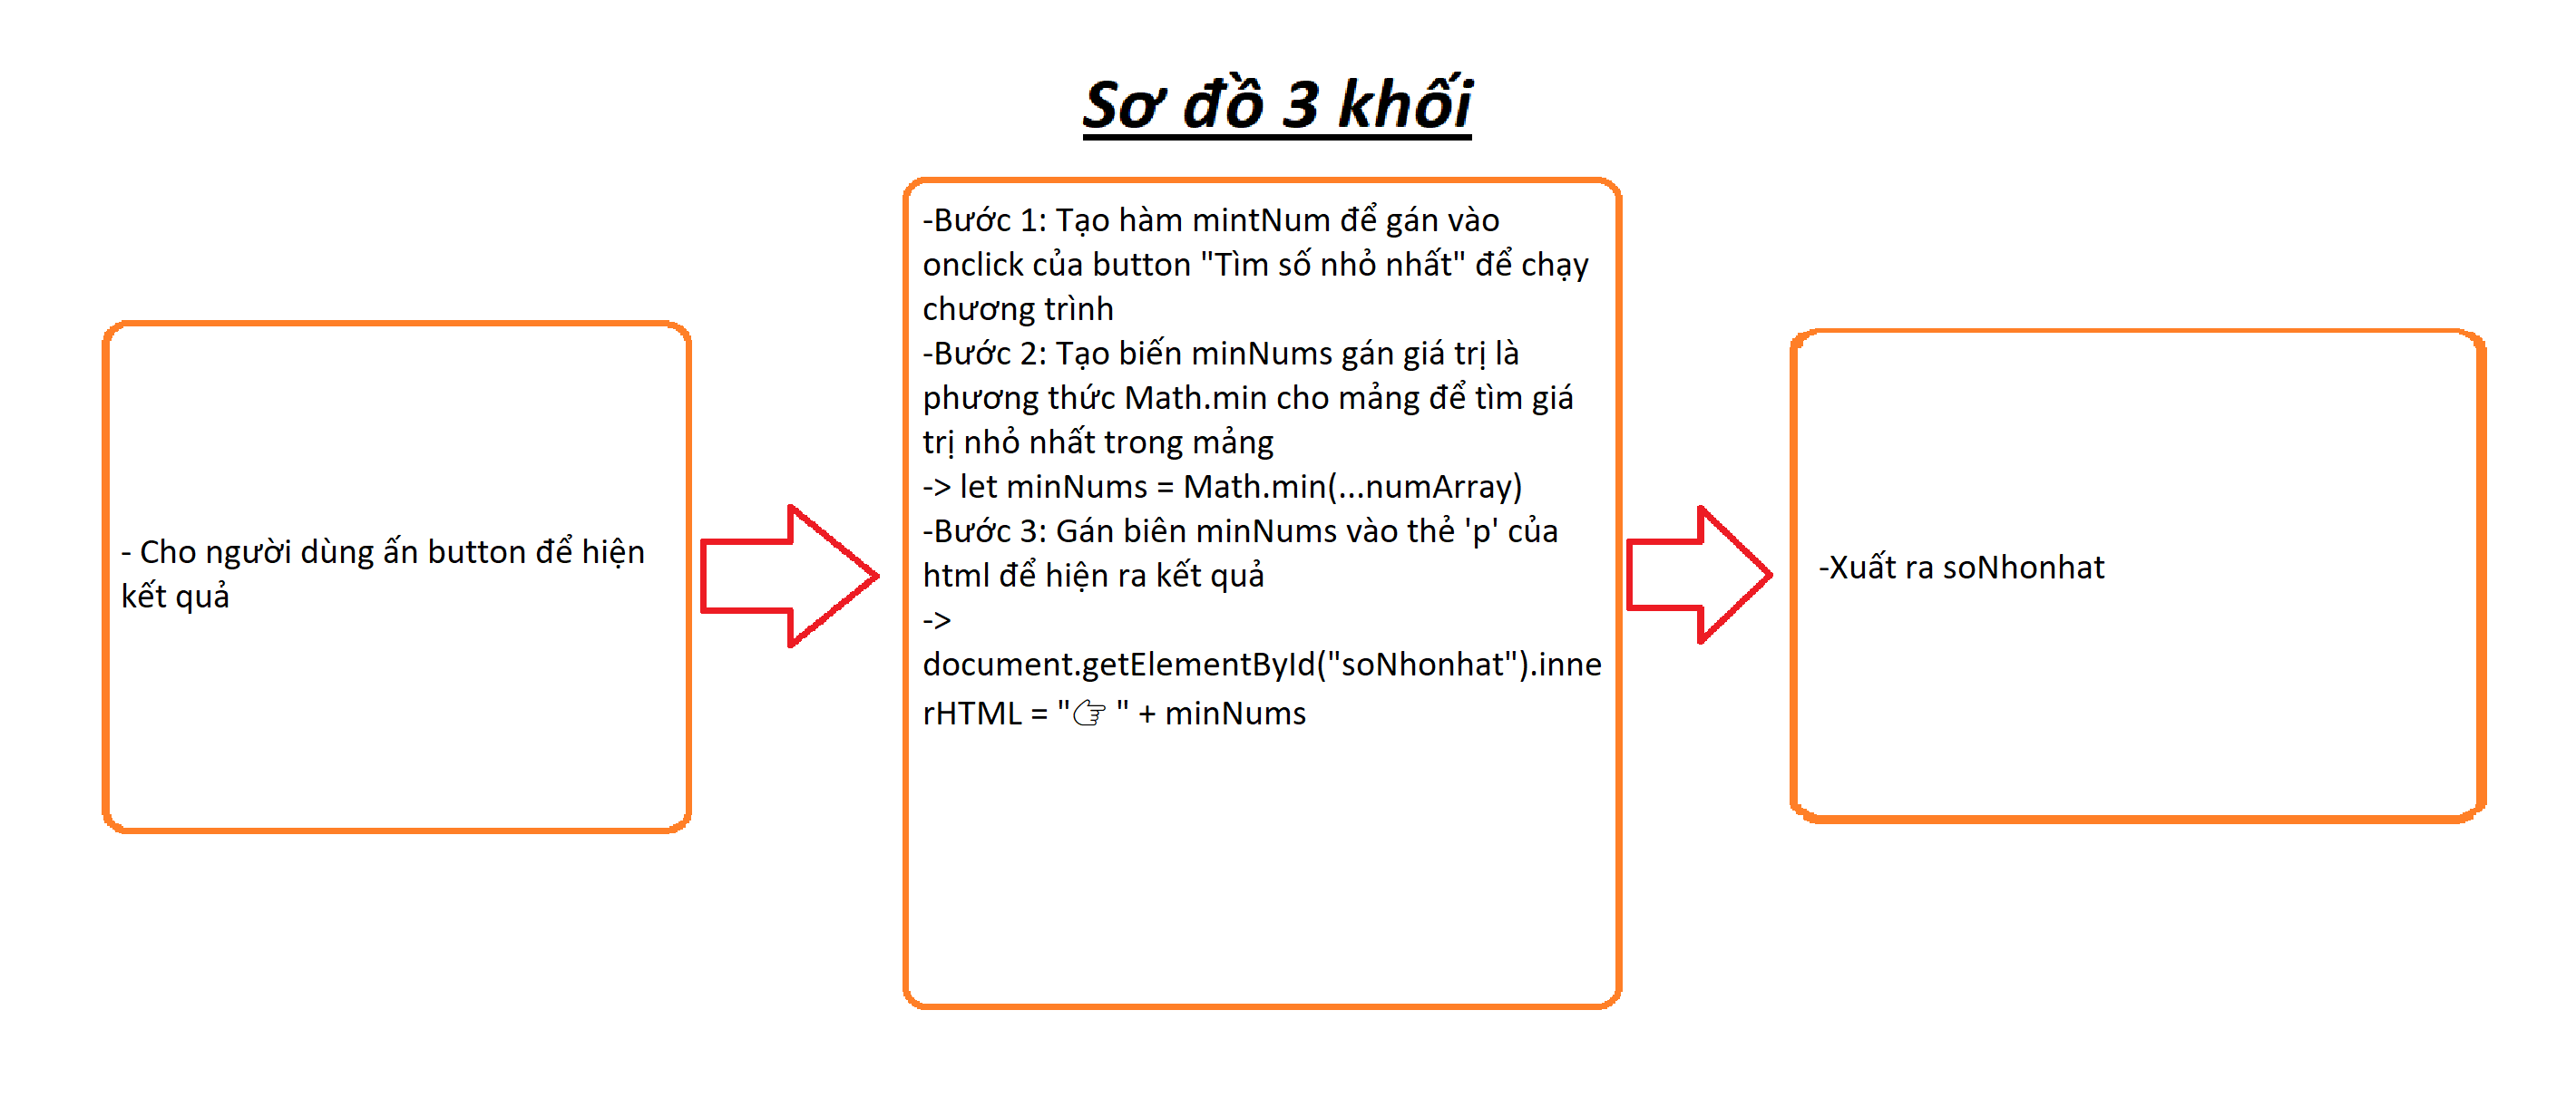 Sơ đồ 3 khối
- Cho người dùng ấn button để hiện
kết quả
-Bước 1: Tạo hàm mintNum để gán vào
onclick của button "Tìm số nhỏ nhất" để chạy
chương trình
-Bước 2: Tạo biến minNums gán giá trị là
phương thức Math.min cho mảng để tìm giá
trị nhỏ nhất trong mảng
-> let minNums = Math.min(...numArray)
-Bước 3: Gán biên minNums vào thẻ 'p' của
html để hiện ra kết quả
->
document.getElementById("soNhonhat").inne
rHTML = "👉 " + minNums
-Xuất ra soNhonhat